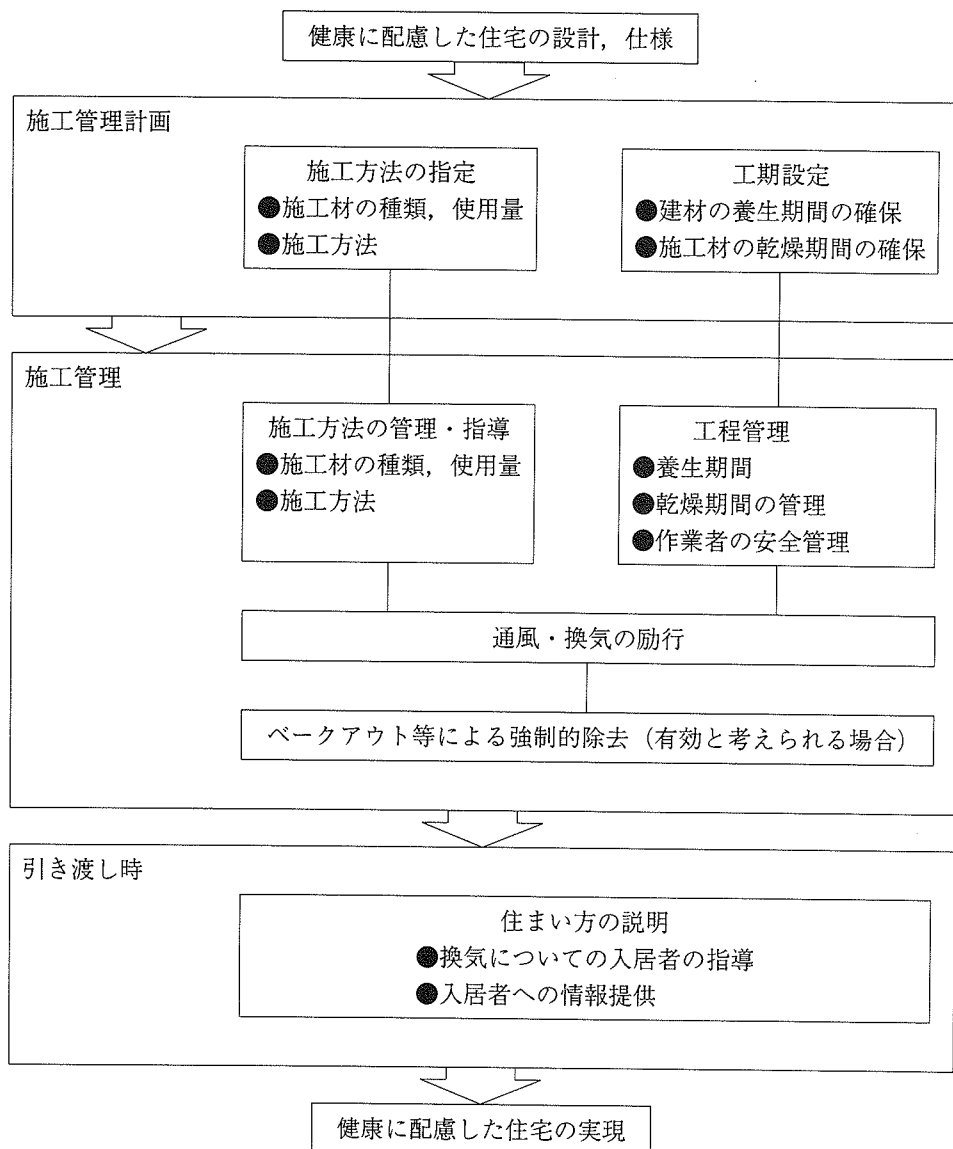 健康に配慮した住宅の設計，仕様
施工管理計画
施工方法の指定
●施工材の種類，使用量
●施工方法
工期設定
●建材の養生期間の確保
●施工材の乾燥期間の確保
施工管理
施工方法の管理・指導
●施工材の種類，使用量
●施工方法
工程管理
●養生期間
●乾燥期間の管理
●作業者の安全管理
通風・換気の励行
ベークアウト等による強制的除去（有効と考えられる場合）
引き渡し時
住まい方の説明
●換気についての入居者の指導
●入居者への情報提供
健康に配慮した住宅の実現